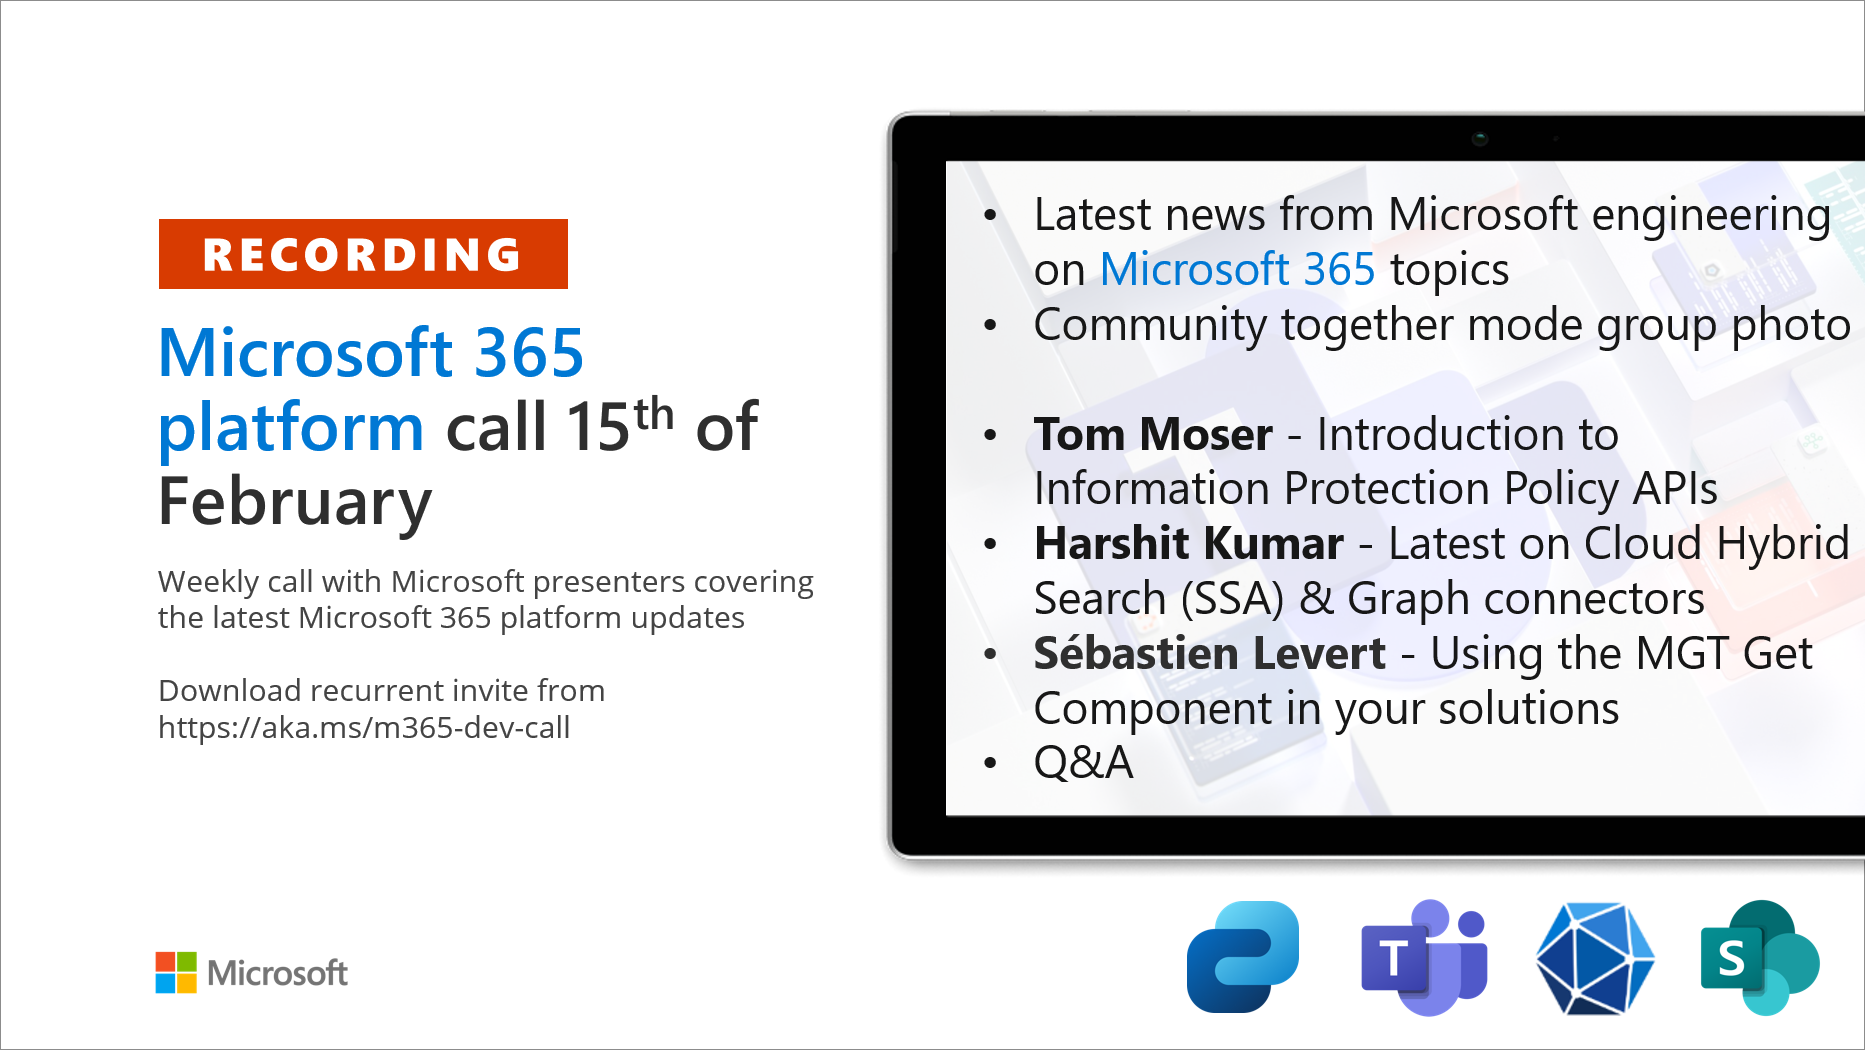 RECORDING
Microsoft 365
platform call 15th of
February
Weekly call with Microsoft presenters covering
the latest Microsoft 365 platform updates
Download recurrent invite from
https://aka.ms/m365-dev-call
Microsoft
• Latest news from Microsoft engineering
on Microsoft 365 topics
• Community together mode group photo
• Tom Moser - Introduction to
Information Protection Policy APIs
• Harshit Kumar - Latest on Cloud Hybrid
Search (SSA) & Graph connectors
• Sébastien Levert - Using the MGT Get
Component in your solutions
• Q&A
T
S